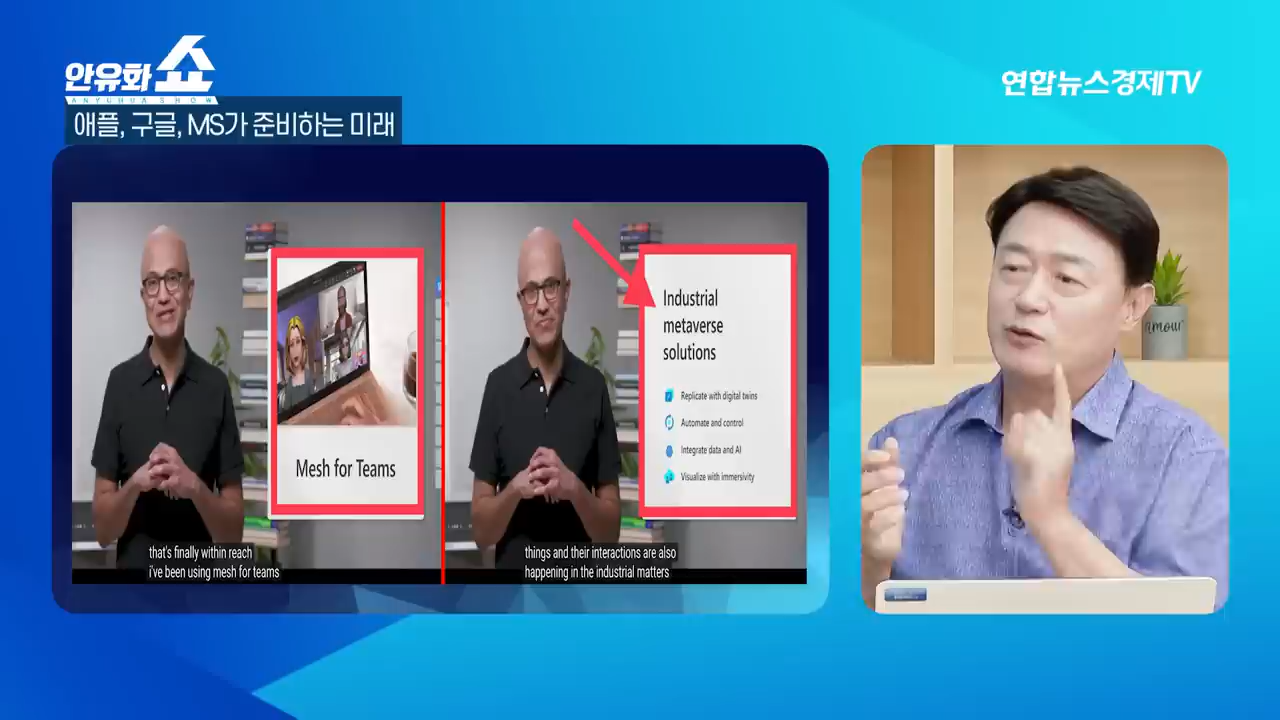 안유화쇼
ANYUHUA SHOW
연합뉴스경제TV
애플, 구글, MS가 준비하는 미래
Mesh for Teams
that's finally within reach
i've been using mesh for teams
Industrial
metaverse
solutions
Replicate with digital twins
Automate and control
Integrate data and AI
Visualize with immersivity
things and their interactions are also
happening in the industrial matters
amour